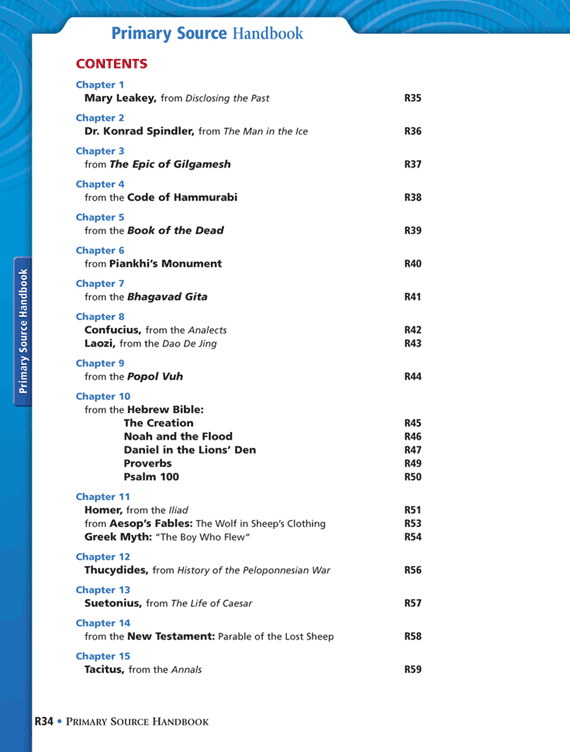 Primary Source Handbook
CONTENTS
Chapter 1
Mary Leakey, from Disclosing the Past R35
Chapter 2
Dr. Konrad Spindler, from The Man in the Ice R36
Chapter 3
from The Epic of Gilgamesh R37
Chapter 4
from the Code of Hammurabi R38
Chapter 5
from the Book of the Dead R39
Chapter 6
from Piankhi's Monument R40
Chapter 7
from the Bhagavad Gita R41
Chapter 8
Confucius, from the Analects R42
Laozi, from the Dao De Jing R43
Chapter 9
from the Popol Vuh R44
Chapter 10
from the Hebrew Bible:
The Creation R45
Noah and the Flood R46
Daniel in the Lions' Den R47
Proverbs R49
Psalm 100 R50
Chapter 11
Homer, from the Iliad R51
from Aesop's Fables: The Wolf in Sheep's Clothing R53
Greek Myth: "The Boy Who Flew" R54
Chapter 12
Thucydides, from History of the Peloponnesian War R56
Chapter 13
Suetonius, from The Life of Caesar R57
Chapter 14
from the New Testament: Parable of the Lost Sheep R58
Chapter 15
Tacitus, from the Annals R59
Primary Source Handbook
R34 • PRIMARY SOURCE HANDBOOK